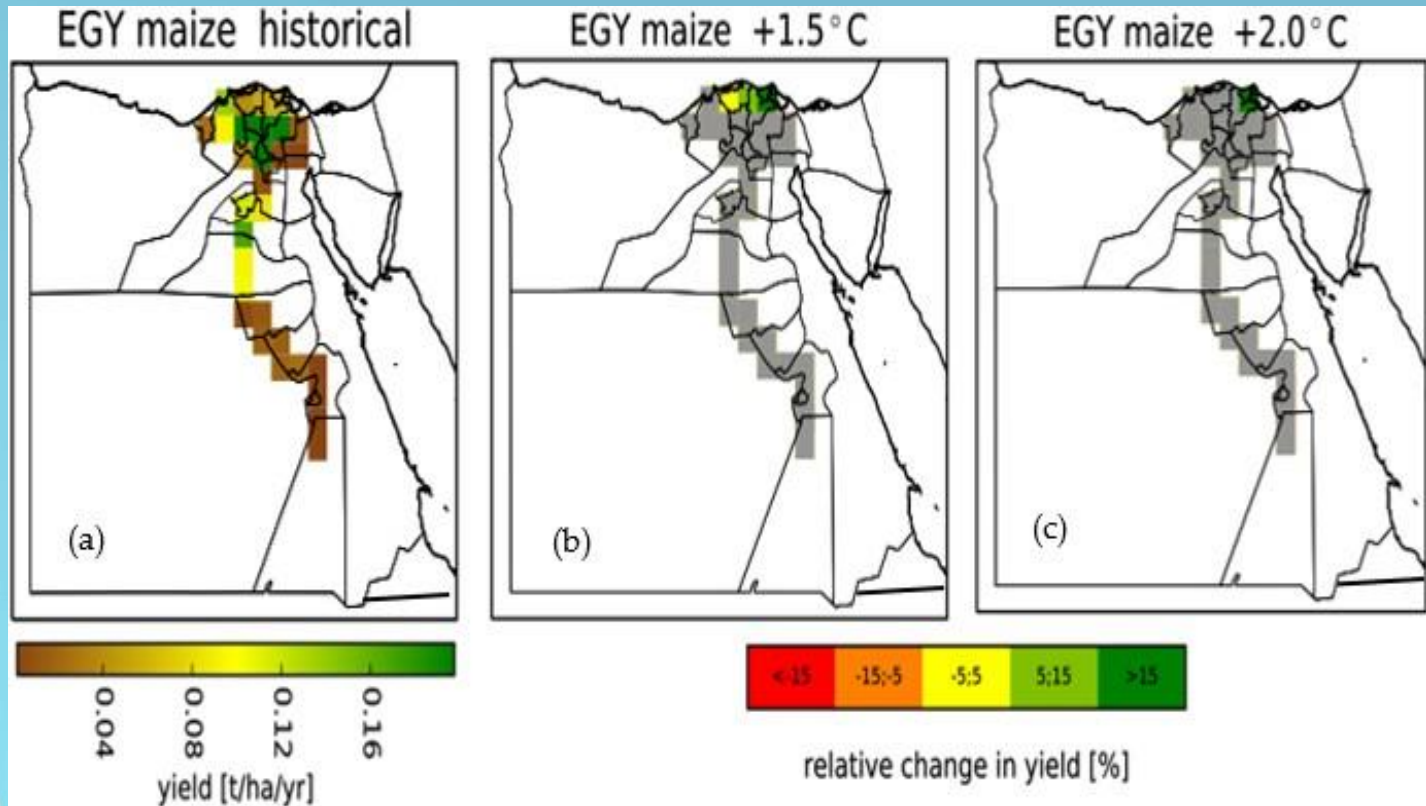 EGY maize historical
EGY maize +1.5°C
EGY maize +2.0°C
(a)
(b)
(c)
0.04
0.08
0.12
0.16
yield [t/ha/yr]
<-15
-15;-5
-5;5
5;15
>15
relative change in yield [%]